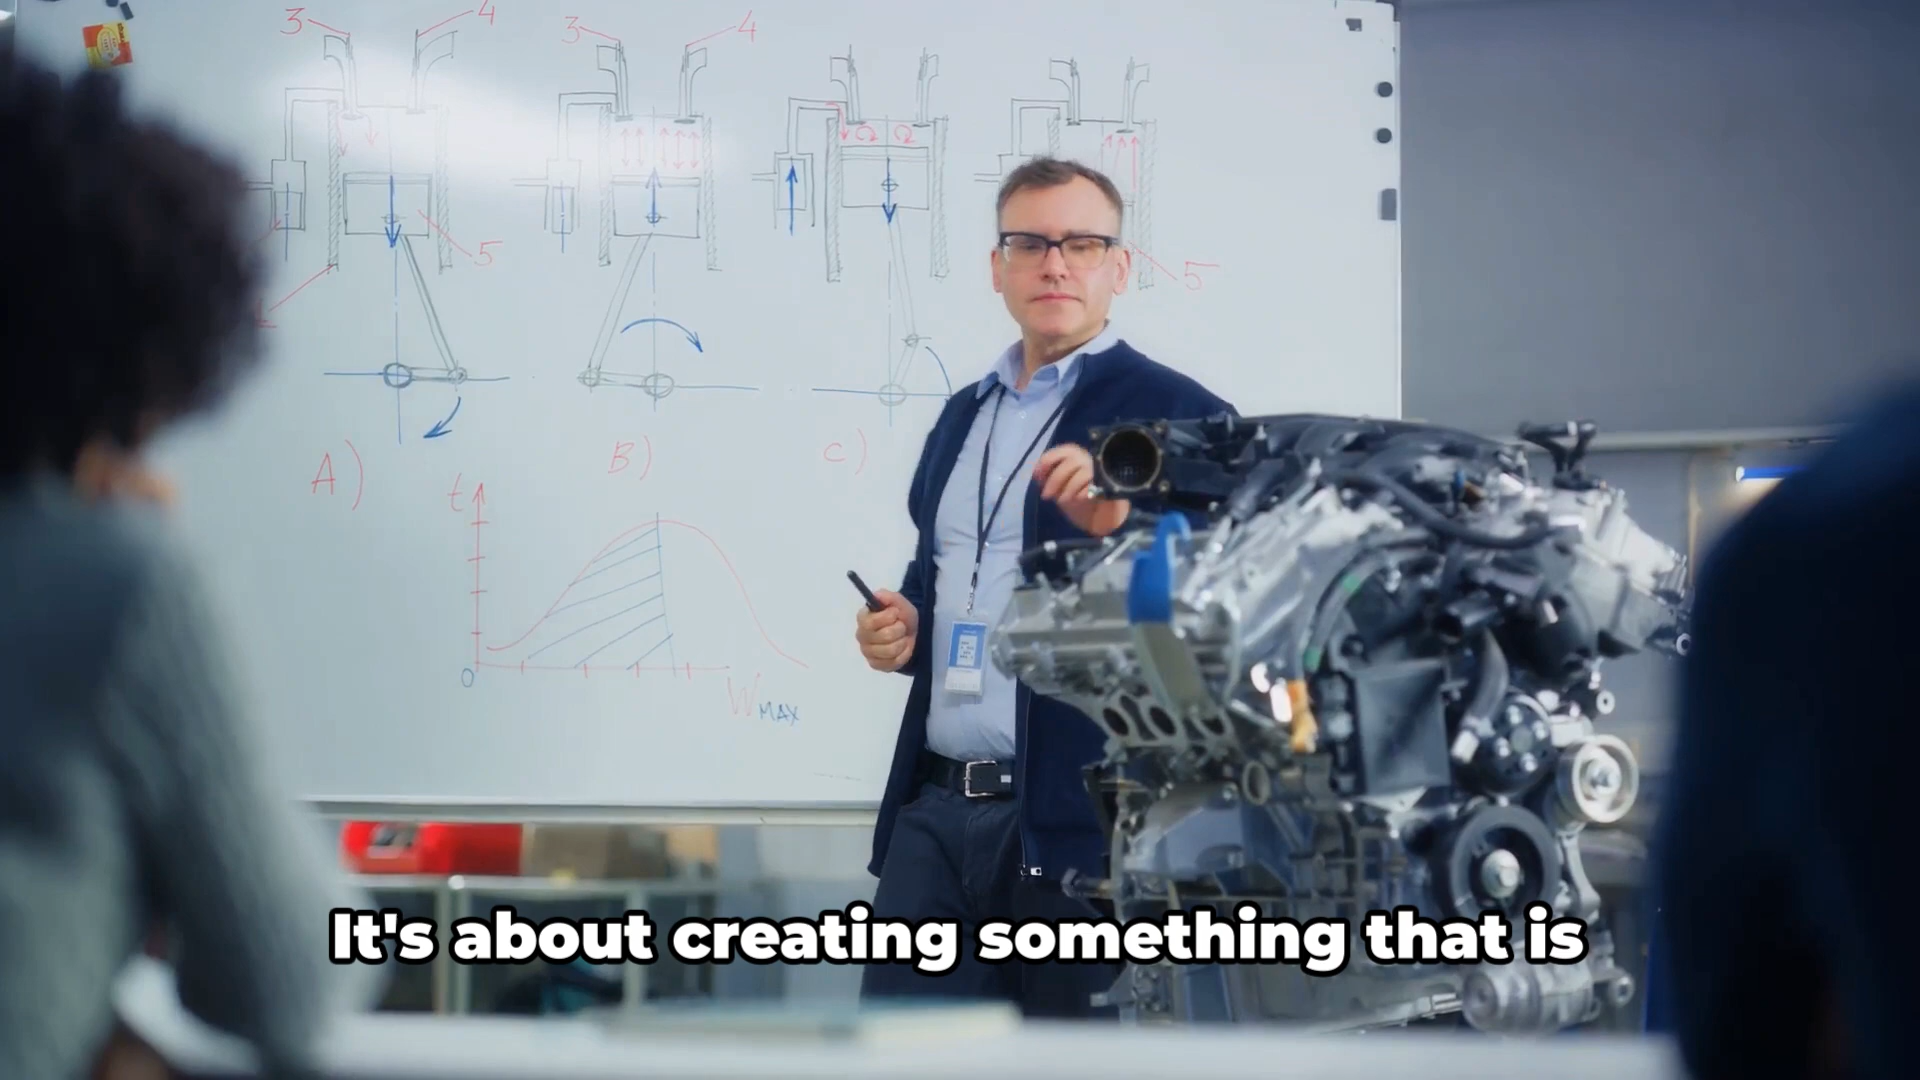 3 4 3 4
5 5
A) B) C)
t
0
W MAX
It's about creating something that is